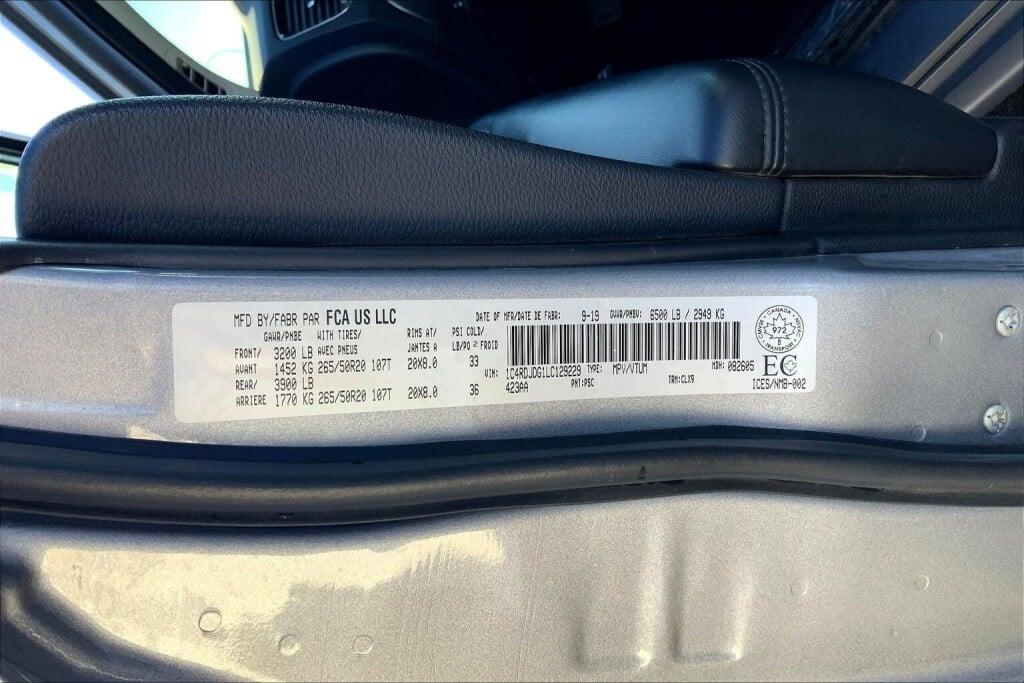 MFD BY/FABR PAR FCA US LLC
GAWR/PNBE WITH TIRES/ RIMS AT/ PSI COLD/
FRONT/ 3200 LB AVEC PNEUS JANTES A LB/PO² FROID
AVANT 1452 KG 265/50R20 107T 20X8.0 33
REAR/ 3900 LB
ARRIERE 1770 KG 265/50R20 107T 20X8.0 36
DATE OF MFR/DATE DE FABR: 9-19 GVWR/PNBV: 6500 LB / 2949 KG
VIN: 1C4RDJDG1LC129229 TYPE: MPV/VTUM MDH: 082605
423AA PNT:PSC TRM:CLX9
CANADA
972
TRANSPORT
EC
ICES/NMB-002